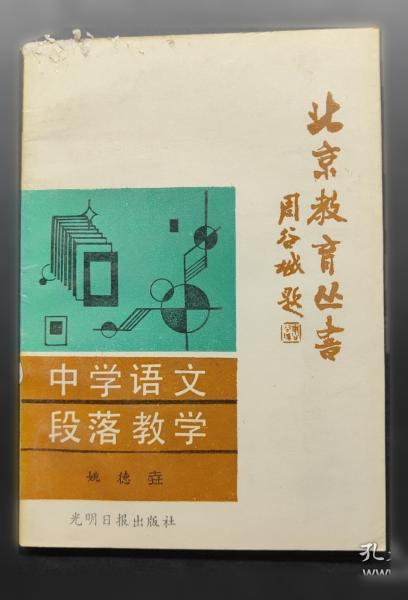 北京教育丛书
周谷城题
中学语文
段落教学
姚德垚
光明日报出版社